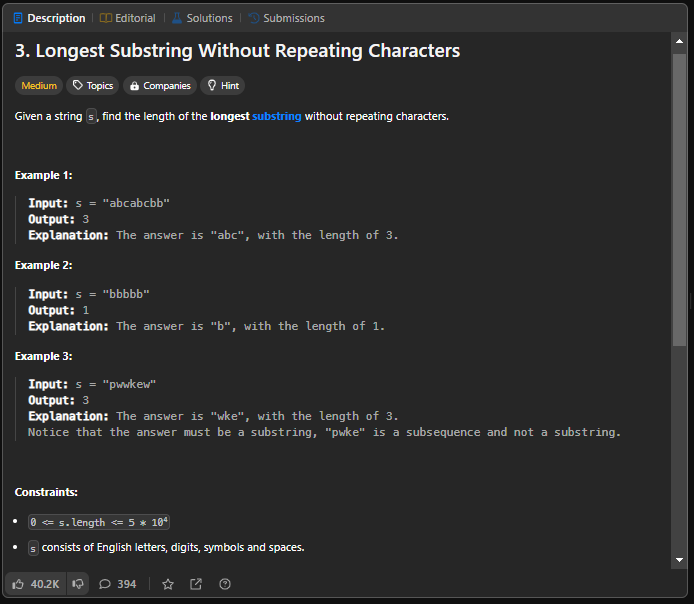 Description Editorial Solutions Submissions
3. Longest Substring Without Repeating Characters
Medium Topics Companies Hint
Given a string s, find the length of the longest substring without repeating characters.
Example 1:
Input: s = "abcabcbb"
Output: 3
Explanation: The answer is "abc", with the length of 3.
Example 2:
Input: s = "bbbbb"
Output: 1
Explanation: The answer is "b", with the length of 1.
Example 3:
Input: s = "pwwkew"
Output: 3
Explanation: The answer is "wke", with the length of 3.
Notice that the answer must be a substring, "pwke" is a subsequence and not a substring.
Constraints:
• 0 <= s.length <= 5 * 10⁴
• s consists of English letters, digits, symbols and spaces.
40.2K 394